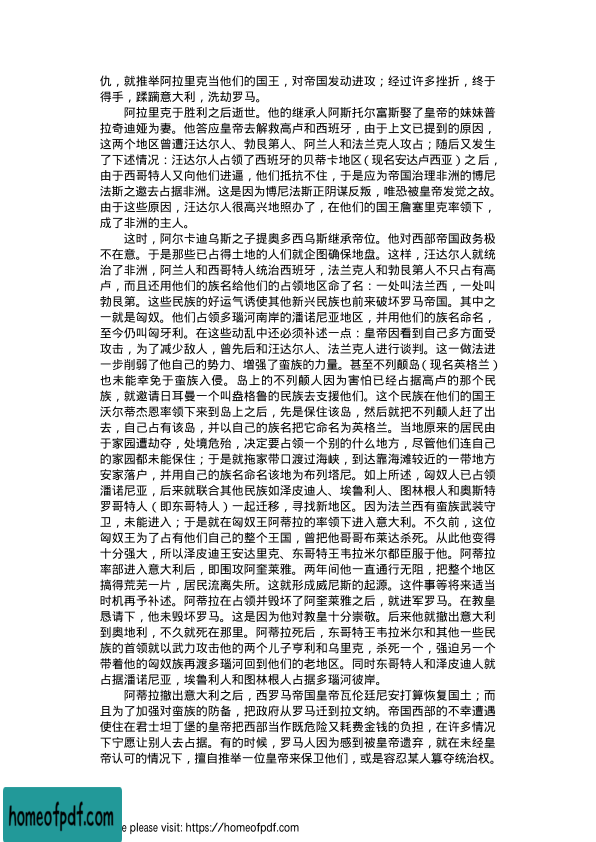 仇，就推举阿拉里克当他们的国王，对帝国发动进攻；经过许多挫折，终于
得手，蹂躏意大利，洗劫罗马。
阿拉里克于胜利之后逝世。他的继承人阿斯托尔富斯娶了皇帝的妹妹普
拉奇迪娅为妻。他答应皇帝去解救高卢和西班牙，由于上文已提到的原因，
这两个地区曾遭汪达尔人、勃艮第人、阿兰人和法兰克人攻占；随后又发生
了下述情况：汪达尔人占领了西班牙的贝蒂卡地区（现名安达卢西亚）之后，
由于西哥特人又向他们进逼，他们抵抗不住，于是应为帝国治理非洲的博尼
法斯之邀去占据非洲。这是因为博尼法斯正阴谋反叛，唯恐被皇帝发觉之故。
由于这些原因，汪达尔人很高兴地照办了，在他们的国王詹塞里克率领下，
成了非洲的主人。
这时，阿尔卡迪乌斯之子提奥多西乌斯继承帝位。他对西部帝国政务极
不在意。于是那些已占得土地的人们就企图确保地盘。这样，汪达尔人就统
治了非洲，阿兰人和西哥特人统治西班牙，法兰克人和勃艮第人不只占有高
卢，而且还用他们的族名给他们的占领地区命了名：一处叫法兰西，一处叫
勃艮第。这些民族的好运气诱使其他新兴民族也前来破坏罗马帝国。其中之
一就是匈奴。他们占领多瑙河南岸的潘诺尼亚地区，并用他们的族名命名，
至今仍叫匈牙利。在这些动乱中还必须补述一点：皇帝因看到自己多方面受
攻击，为了减少敌人，曾先后和汪达尔人、法兰克人进行谈判。这一做法进
一步削弱了他自己的势力、增强了蛮族的力量。甚至不列颠岛（现名英格兰）
也未能幸免于蛮族入侵。岛上的不列颠人因为害怕已经占据高卢的那个民
族，就邀请日耳曼一个叫盎格鲁的民族去支援他们。这个民族在他们的国王
沃尔蒂杰恩率领下来到岛上之后，先是保住该岛，然后就把不列颠人赶了出
去，自己占有该岛，并以自己的族名把它命名为英格兰。当地原来的居民由
于家园遭劫夺，处境危殆，决定要占领一个别的什么地方，尽管他们连自己
的家园都未能保住；于是就拖家带口渡过海峡，到达靠海滩较近的一带地方
安家落户，并用自己的族名命名该地为布列塔尼。如上所述，匈奴人已占领
潘诺尼亚，后来就联合其他民族如泽皮迪人、埃鲁利人、图林根人和奥斯特
罗哥特人（即东哥特人）一起迁移，寻找新地区。因为法兰西有蛮族武装守
卫，未能进入；于是就在匈奴王阿蒂拉的率领下进入意大利。不久前，这位
匈奴王为了占有他们自己的整个王国，曾把他哥哥布莱达杀死。从此他变得
十分强大，所以泽皮迪王安达里克、东哥特王韦拉米尔都臣服于他。阿蒂拉
率部进入意大利后，即围攻阿奎莱雅。两年间他一直通行无阻，把整个地区
搞得荒芜一片，居民流离失所。这就形成威尼斯的起源。这件事等将来适当
时机再予补述。阿蒂拉在占领并毁坏了阿奎莱雅之后，就进军罗马。在教皇
恳请下，他未毁坏罗马。这是因为他对教皇十分崇敬。后来他就撤出意大利
到奥地利，不久就死在那里。阿蒂拉死后，东哥特王韦拉米尔和其他一些民
族的首领就以武力攻击他的两个儿子亨利和乌里克，杀死一个，强迫另一个
带着他的匈奴族再渡多瑙河回到他们的老地区。同时东哥特人和泽皮迪人就
占据潘诺尼亚，埃鲁利人和图林根人占据多瑙河彼岸。
阿蒂拉撤出意大利之后，西罗马帝国皇帝瓦伦廷尼安打算恢复国土；而
且为了加强对蛮族的防备，把政府从罗马迁到拉文纳。帝国西部的不幸遭遇
使住在君士坦丁堡的皇帝把西部当作既危险又耗费金钱的负担，在许多情况
下宁愿让别人去占据。有的时候，罗马人因为感到被皇帝遗弃，就在未经皇
帝认可的情况下，擅自推举一位皇帝来保卫他们，或是容忍某人篡夺统治权。
homeofpdf.com
e please visit: https://homeofpdf.com